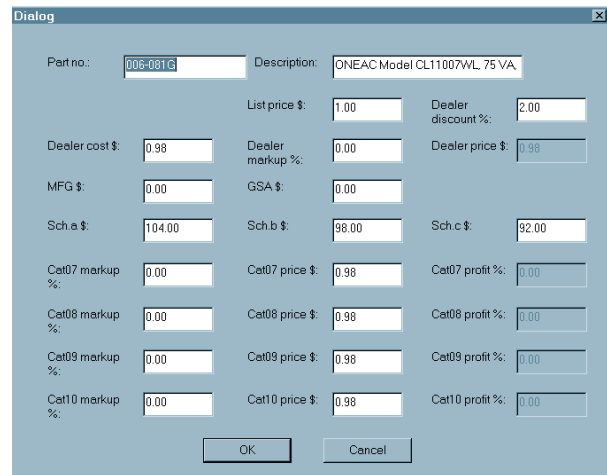 Dialog
Part no.: 006-081G Description: ONEAC Model CL11007WL, 75 VA,
List price $: 1.00 Dealer discount %: 2.00
Dealer cost $: 0.98 Dealer markup %: 0.00 Dealer price $: 0.98
MFG $: 0.00 GSA $: 0.00
Sch.a $: 104.00 Sch.b $: 98.00 Sch.c $: 92.00
Cat07 markup %: 0.00 Cat07 price $: 0.98 Cat07 profit %: 0.00
Cat08 markup %: 0.00 Cat08 price $: 0.98 Cat08 profit %: 0.00
Cat09 markup %: 0.00 Cat09 price $: 0.98 Cat09 profit %: 0.00
Cat10 markup %: 0.00 Cat10 price $: 0.98 Cat10 profit %: 0.00
OK Cancel